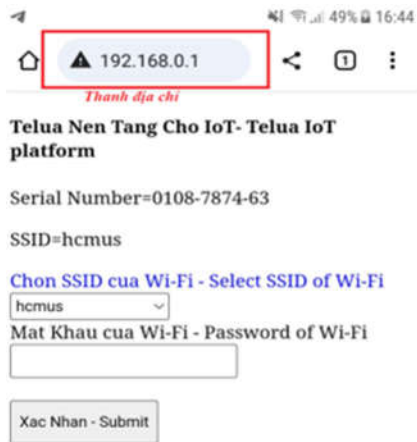 49% 16:44
192.168.0.1
1
Thanh địa chỉ
Telua Nen Tang Cho IoT- Telua IoT
platform
Serial Number=0108-7874-63
SSID=hcmus
Chon SSID cua Wi-Fi - Select SSID of Wi-Fi
hcmus
Mat Khau cua Wi-Fi - Password of Wi-Fi
Xac Nhan - Submit